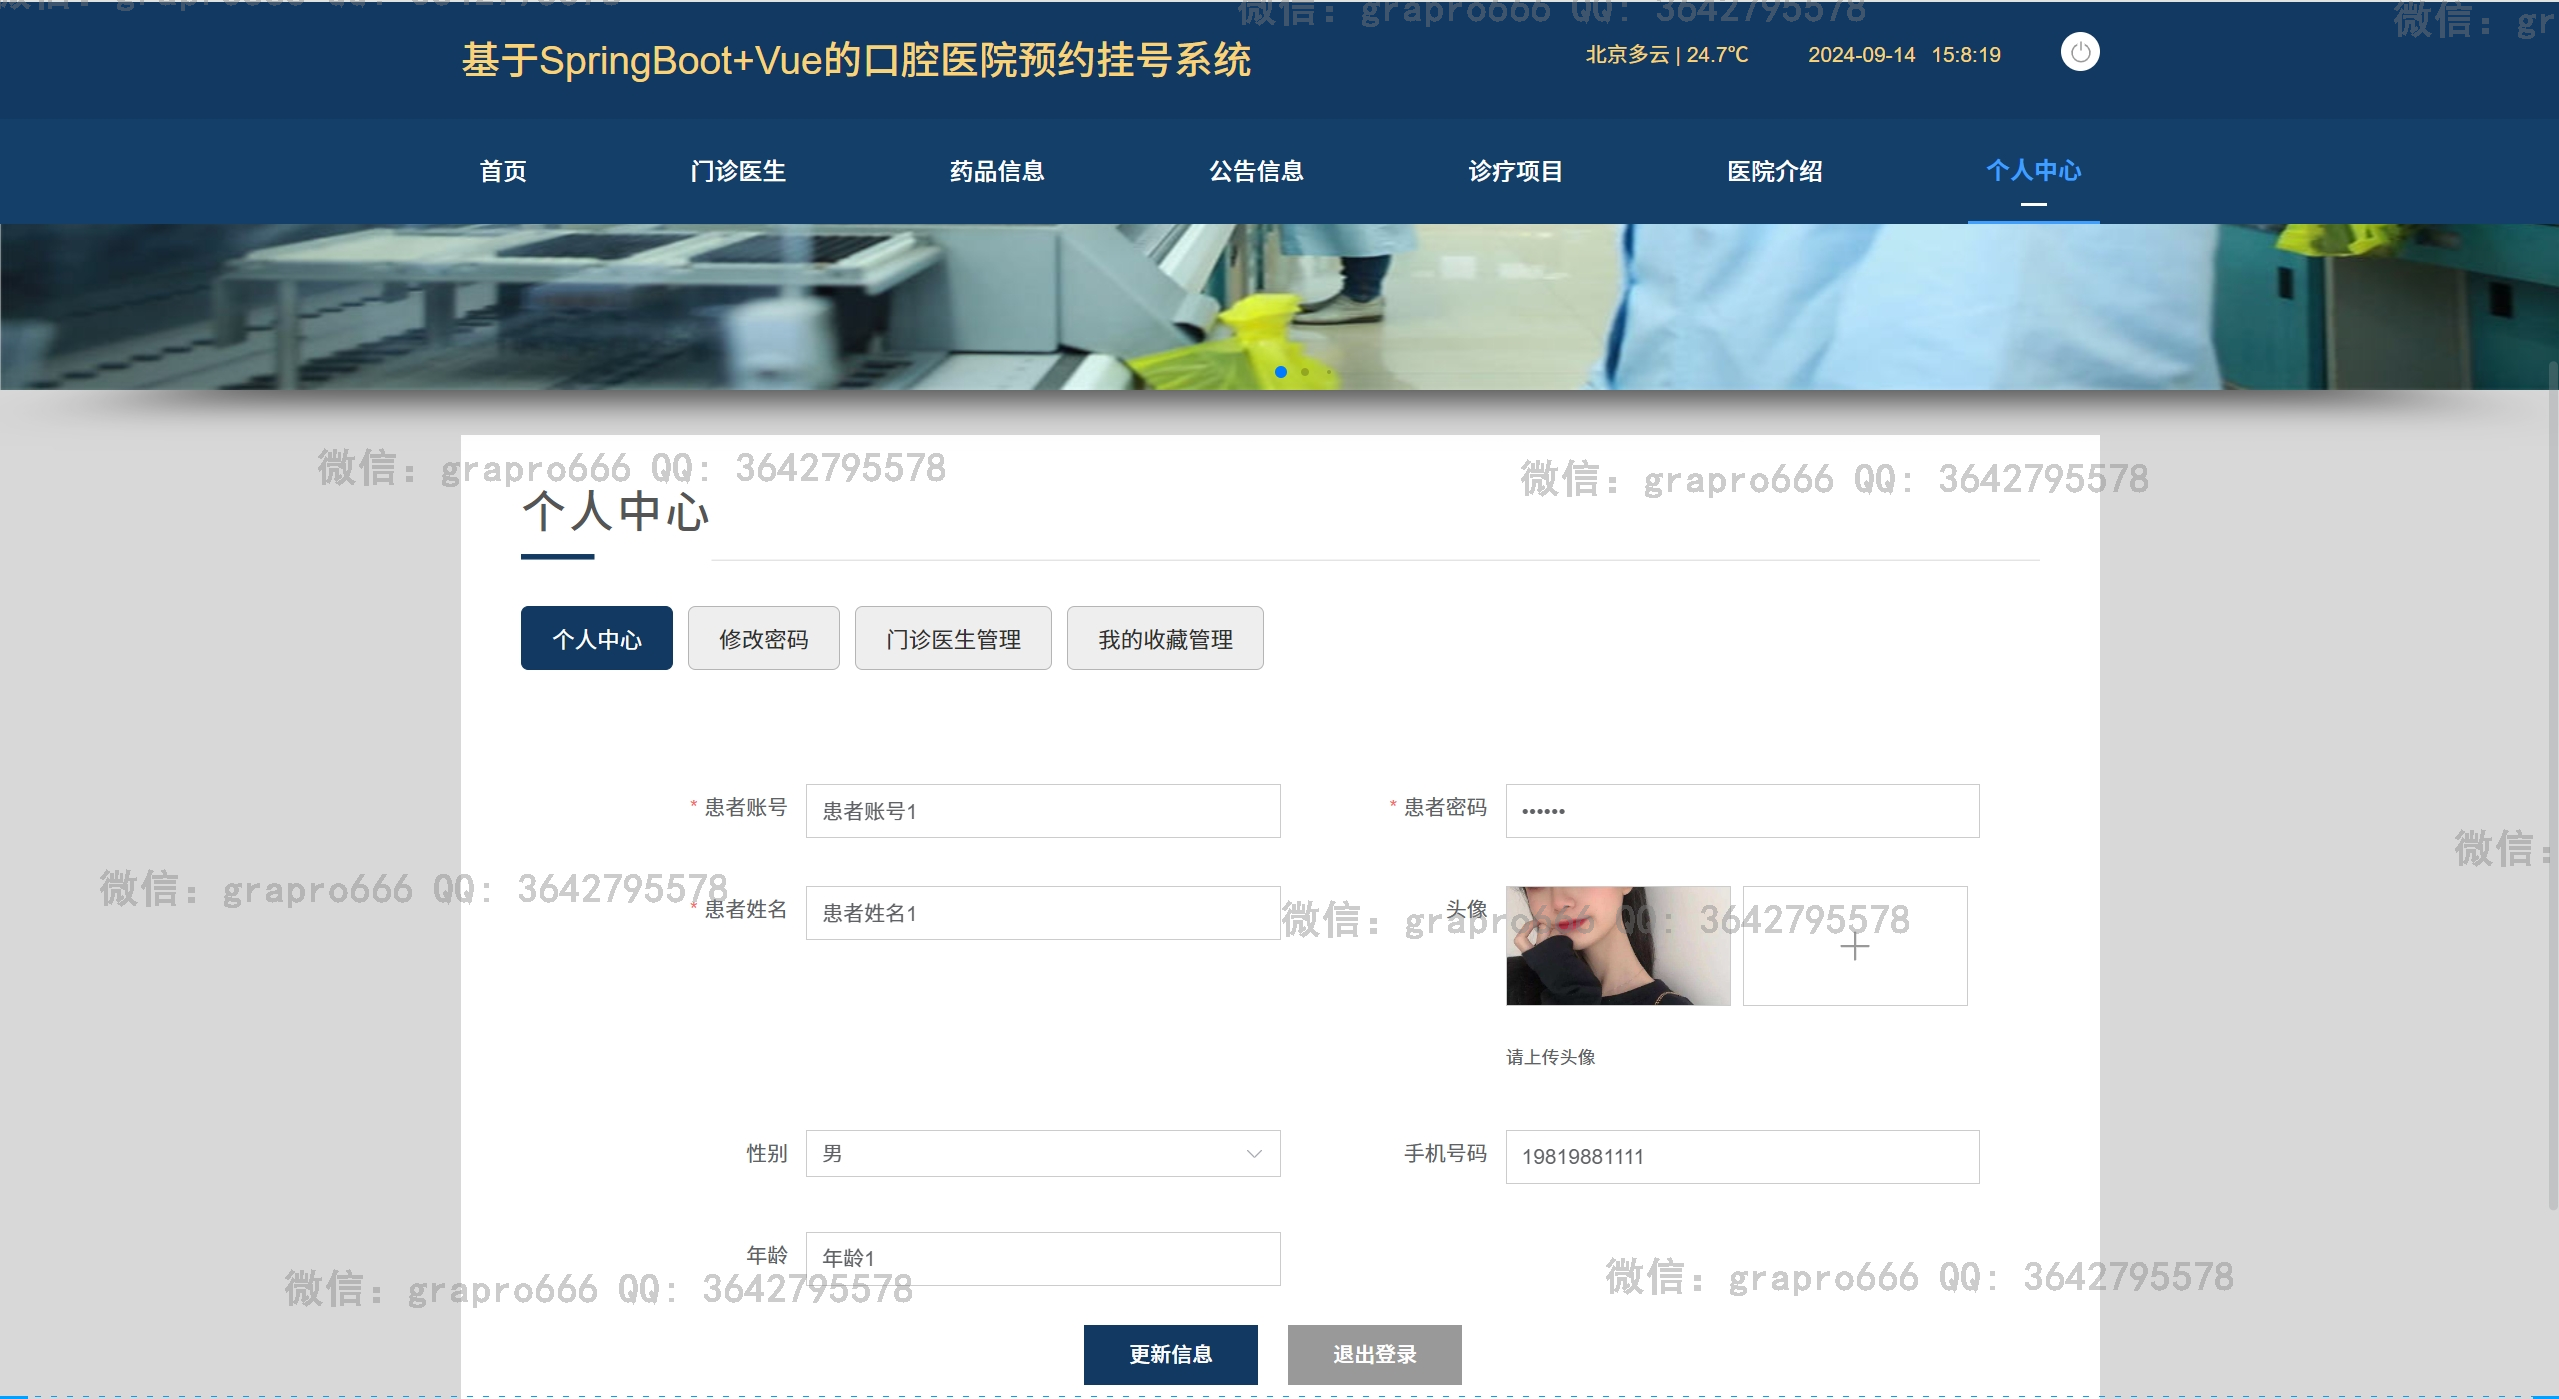 微信: grapro666 QQ: 3642795578
微信: gr
基于SpringBoot+Vue的口腔医院预约挂号系统
北京多云 | 24.7℃ 2024-09-14 15:8:19
首页 门诊医生 药品信息 公告信息 诊疗项目 医院介绍 个人中心
微信: grapro666 QQ: 3642795578
微信: grapro666 QQ: 3642795578
个人中心
个人中心 修改密码 门诊医生管理 我的收藏管理
* 患者账号 患者账号1 * 患者密码 ••••••
微信:
微信: grapro666 QQ: 3642795578
* 患者姓名 患者姓名1 头像
微信: grapro666 QQ: 3642795578
请上传头像
性别 男 手机号码 19819881111
年龄 年龄1
微信: grapro666 QQ: 3642795578
微信: grapro666 QQ: 3642795578
更新信息 退出登录